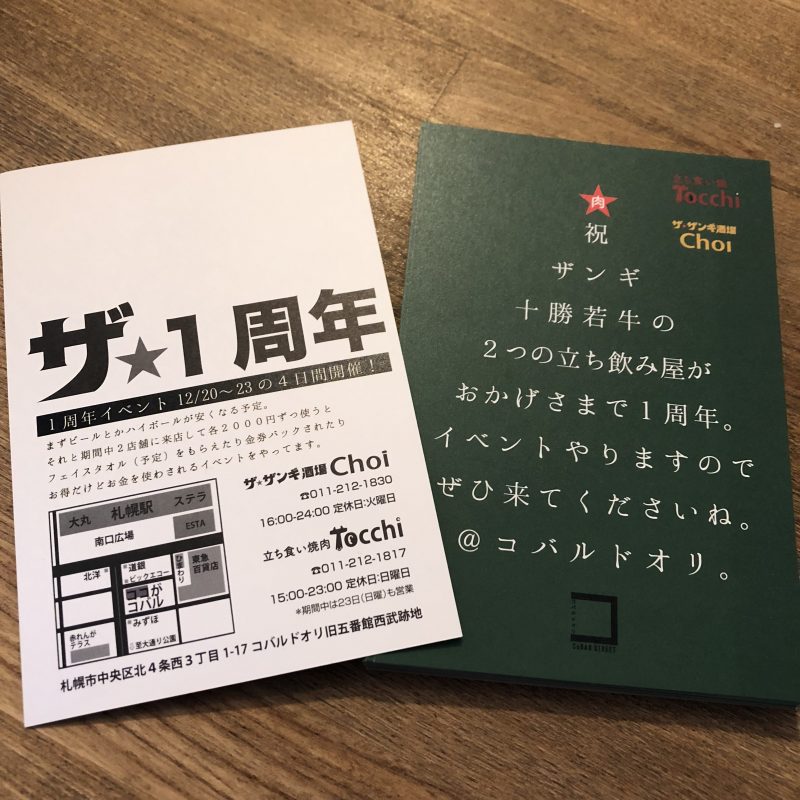 ザ★1周年
1周年イベント 12/20〜23の4日間開催！
まずビールとかハイボールが安くなる予定。
それと期間中2店舗に来店して各2000円ずつ使うと
フェイスタオル（予定）をもらえたり金券バックされたり
お得だけどお金を使わされるイベントをやってます。
ザ★ザンギ酒場 Choi
☎011-212-1830
16:00-24:00 定休日:火曜日
立ち食い焼肉 Tocchi
☎011-212-1817
15:00-23:00 定休日:日曜日
*期間中は23日(日曜)も営業
大丸 札幌駅 ステラ
南口広場 ESTA
北洋
道銀
ビックエコー
ひまわり
東急
百貨店
ココが
コバル
みずほ
赤れんが
テラス
至大通り公園
札幌市中央区北4条西3丁目1-17 コバルドオリ旧五番館西武跡地
立ち食い焼
Tocchi
ザ★ザンギ酒場
Choi
肉
祝
ザンギ
十勝若牛の
2つの立ち飲み屋が
おかげさまで1周年。
イベントやりますので
ぜひ来てくださいね。
@コバルドオリ。
CoBAR STREET